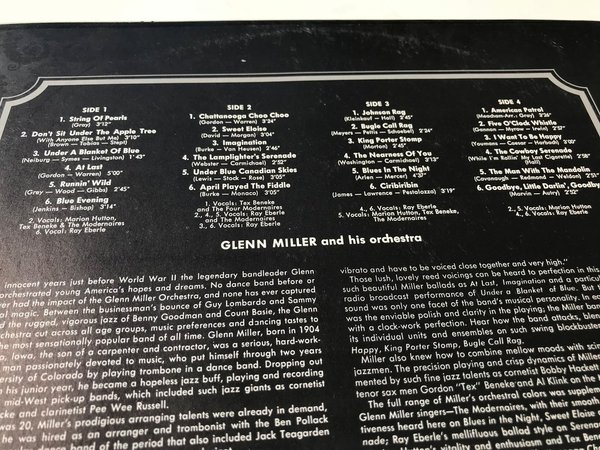 SIDE 1
1. String Of Pearls
(Gray) 3'12"
2. Don't Sit Under The Apple Tree
(With Anyone Else But Me) 3'10"
(Brown — Tobias — Stept)
3. Under A Blanket Of Blue
(Neiburg — Symes — Livingston) 1'43"
4. At Last
(Gordon — Warren) 5'00"
5. Runnin' Wild
(Grey — Wood — Gibbs) 2'45"
6. Blue Evening
(Jenkins — Bishop) 3'14"
2. Vocals: Marion Hutton,
Tex Beneke & The Modernaires
6. Vocals: Ray Eberle
SIDE 2
1. Chattanooga Choo Choo
(Gordon — Warren) 3'24"
2. Sweet Eloise
(David — Morgan) 2'04"
3. Imagination
(Burke — Van Heusen) 2'46"
4. The Lamplighter's Serenade
(Webster — Carmichael) 2'52"
5. Under Blue Canadian Skies
(Lewis — Stock — Rose) 3'05"
6. April Played The Fiddle
(Burke — Monaco) 3'05"
1. Vocals: Tex Beneke
and The Four Modernaires
2., 4., 5. Vocals: Ray Eberle
and The Modernaires
3., 6. Vocals: Ray Eberle
SIDE 3
1. Johnson Rag
(Kleinkauf — Hall) 2'45"
2. Bugle Call Rag
(Meyers — Pettis — Schoebel) 2'24"
3. King Porter Stomp
(Morton) 2'45"
4. The Nearness Of You
(Washington — Carmichael) 3'12"
5. Blues In The Night
(Arlen — Mercer) 4'37"
6. Ciribiribin
(James — Lawrence — Pestalozza) 3'19"
4., 6. Vocals: Ray Eberle
5. Vocals: Marion Hutton, Tex Beneke,
and The Modernaires
SIDE 4
1. American Patrol
(Meacham-Arr.: Gray) 3'26"
2. Five O'Clock Whistle
(Gannon — Myrow — Irwin)
3. I Want To Be Happy
(Youmans — Caesar — Harbach) 3'00"
4. The Cowboy Serenade
(While I'm Rollin' My Last Cigarette)
(Hall)
5. The Man With The Mandolin
(Cavanaugh — Redmond — Weldon)
6. Goodbye, Little Darlin', Goodbye
(Marvin — Autry) 2'52"
2., 5. Vocals: Marion Hutton
4., 6. Vocals: Ray Eberle
GLENN MILLER and his orchestra
innocent years just before World War II the legendary bandleader Glenn
orchestrated young America's hopes and dreams. No dance band before or
ever had the impact of the Glenn Miller Orchestra, and none has ever captured
magic. Between the businessman's bounce of Guy Lombardo and Sammy
d the rugged, vigorous jazz of Benny Goodman and Count Basie, the Glenn
chestra cut across all age groups, music preferences and dancing tastes to
he most sensationally popular band of all time. Glenn Miller, born in 1904
Iowa, the son of a carpenter and contractor, was a serious, hard-work-
an passionately devoted to music, who put himself through two years
versity of Colorado by playing trombone in a dance band. Dropping out
his junior year, he became a hopeless jazz buff, playing and recording
mid-West pick-up bands, which included such jazz giants as cornetist
cke and clarinetist Pee Wee Russell.
was 20, Miller's prodigious arranging talents were already in demand,
he was hired as an arranger and trombonist with the Ben Pollack
dance band of the period that also included Jack Teagarden
vibrato and have to be voiced close together and very high."
Those lush, lovely reed voicings can be heard to perfection in this
such beautiful Miller ballads as At Last, Imagination and a particul
radio broadcast performance of Under a Blanket of Blue. But th
sound was only one facet of the band's musical personality. In et
was the enviable polish and clarity in the playing; the Miller band
with a clock-work perfection. Hear how the band attacks, blen
its individual units and ensembles on such swing blockbuster
Happy, King Porter Stomp, Bugle Call Rag.
Miller also knew how to combine mellow moods with scin
jazzmen. The precision playing and crisp dynamics of Miller
mented by such fine jazz talents as cornetist Bobby Hackett
tenor sax men Gordon "Tex" Beneke and Al Klink on the I
The full range of Miller's orchestral colors was supplem
Glenn Miller singers—The Modernaires, with their smooth
tiveness heard here on Blues in the Night, Sweet Eloise
nade; Ray Eberle's mellifluous ballad style on Serena
Hutton's vitality and enthusiasm and Tex Ben